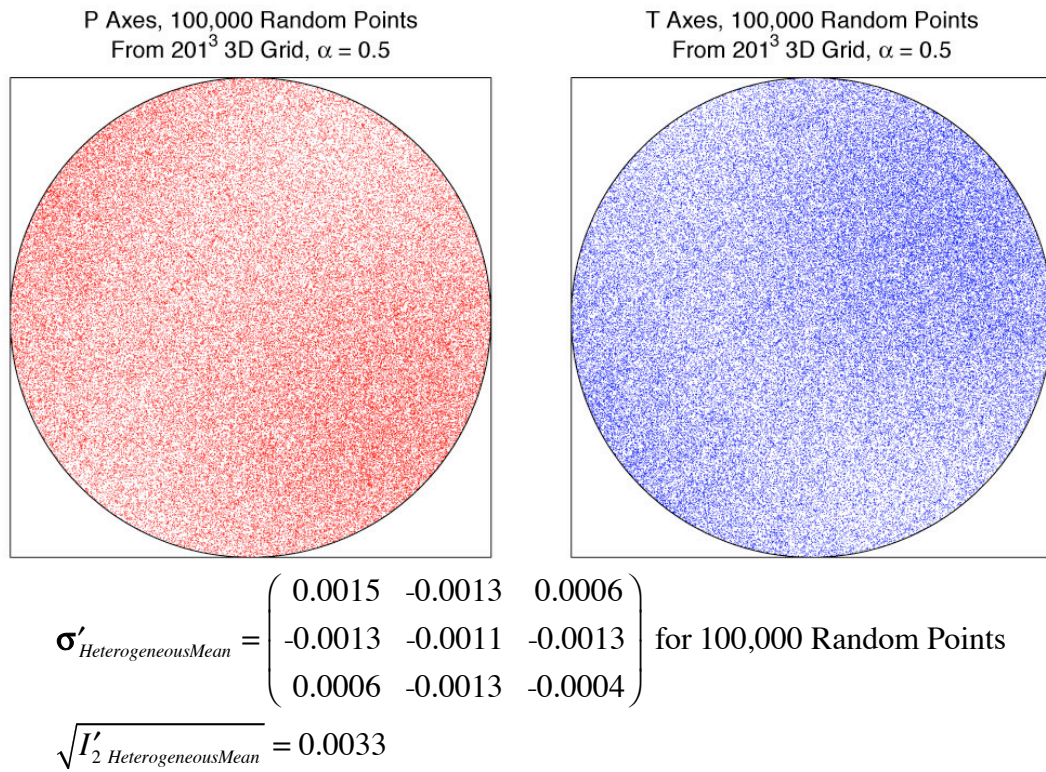 P Axes, 100,000 Random Points
From 201³ 3D Grid, α = 0.5
T Axes, 100,000 Random Points
From 201³ 3D Grid, α = 0.5
0.0015 -0.0013 0.0006
σ′HeterogeneousMean = -0.0013 -0.0011 -0.0013 for 100,000 Random Points
0.0006 -0.0013 -0.0004
√I′2 HeterogeneousMean = 0.0033